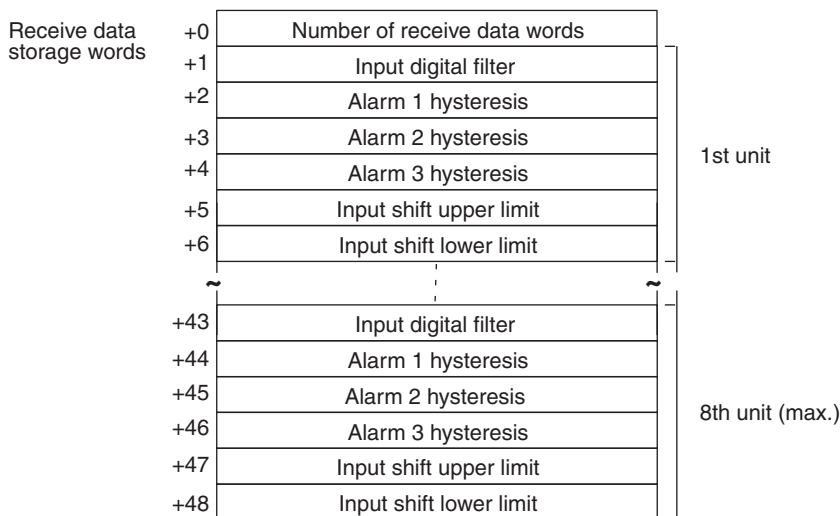 Receive data
storage words
+0 Number of receive data words
+1 Input digital filter
+2 Alarm 1 hysteresis
+3 Alarm 2 hysteresis
+4 Alarm 3 hysteresis
+5 Input shift upper limit
+6 Input shift lower limit
1st unit
~ ~
+43 Input digital filter
+44 Alarm 1 hysteresis
+45 Alarm 2 hysteresis
+46 Alarm 3 hysteresis
+47 Input shift upper limit
+48 Input shift lower limit
8th unit (max.)